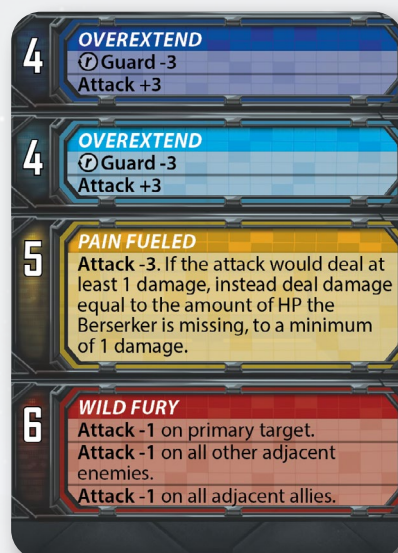 4
OVEREXTEND
ⓡ Guard -3
Attack +3
4
OVEREXTEND
ⓡ Guard -3
Attack +3
5
PAIN FUELED
Attack -3. If the attack would deal at
least 1 damage, instead deal damage
equal to the amount of HP the
Berserker is missing, to a minimum
of 1 damage.
6
WILD FURY
Attack -1 on primary target.
Attack -1 on all other adjacent
enemies.
Attack -1 on all adjacent allies.